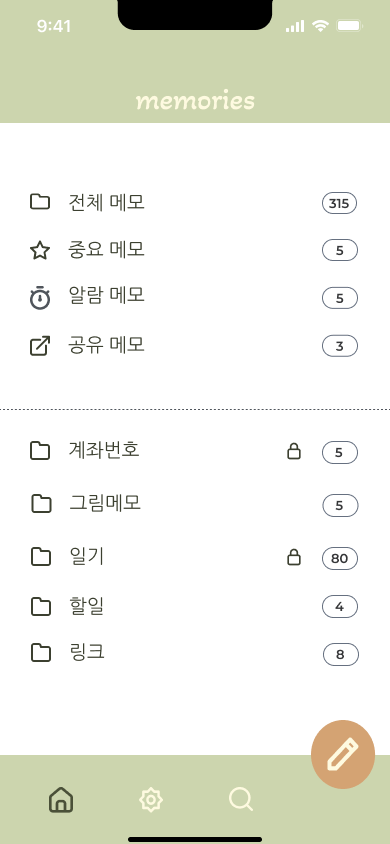 9:41
memories
전체 메모 315
중요 메모 5
알람 메모 5
공유 메모 3
계좌번호 5
그림메모 5
일기 80
할일 4
링크 8